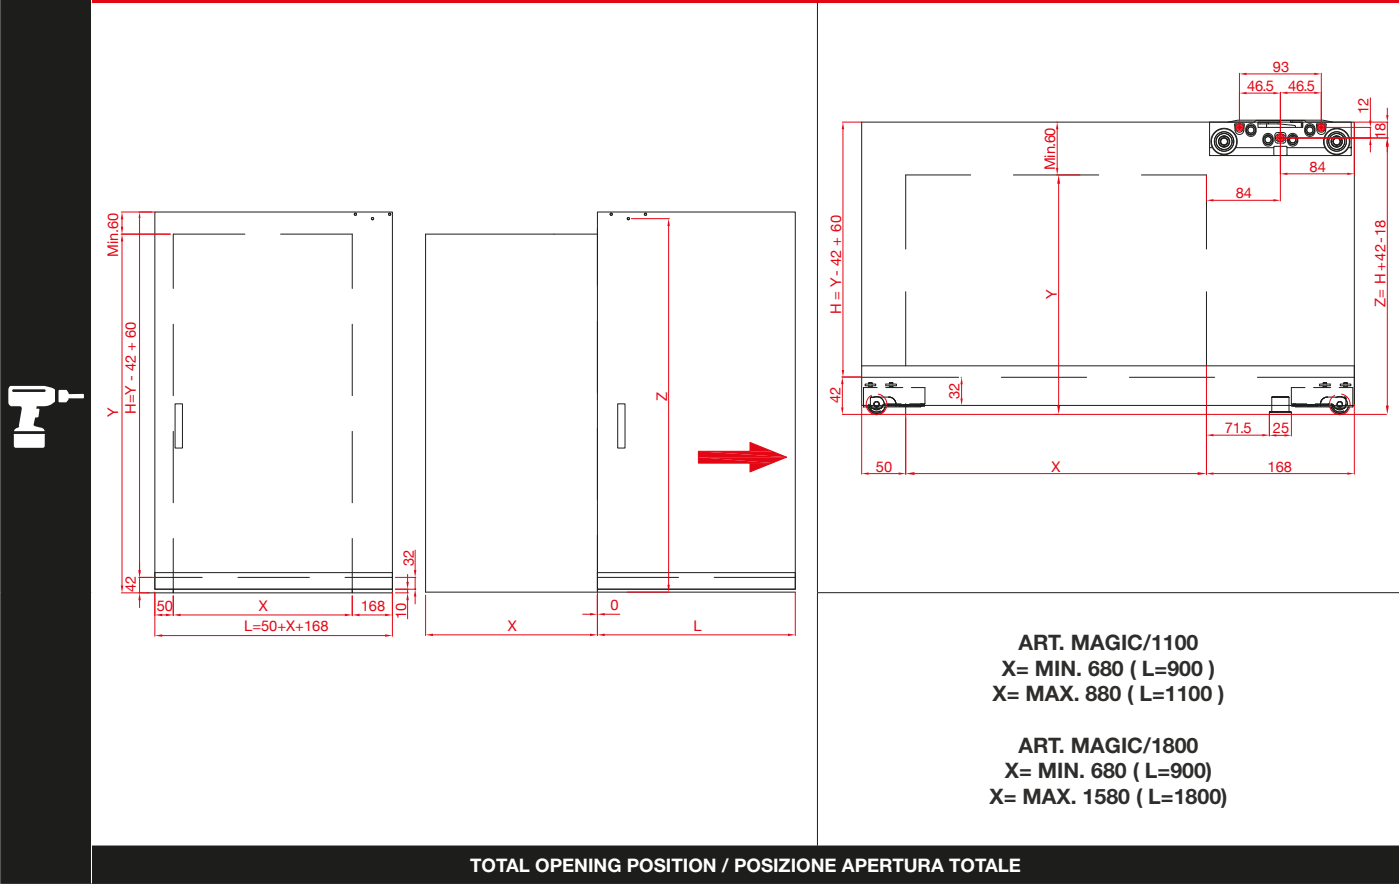 Min.60
Y
H=Y - 42 + 60
42
50
X
168
L=50+X+168
32
10
Z
0
X
L
93
46.5
46.5
12
18
Min.60
84
84
H = Y - 42 + 60
Y
Z= H +42-18
42
32
71.5
25
50
X
168
ART. MAGIC/1100
X= MIN. 680 ( L=900 )
X= MAX. 880 ( L=1100 )
ART. MAGIC/1800
X= MIN. 680 ( L=900)
X= MAX. 1580 ( L=1800)
TOTAL OPENING POSITION / POSIZIONE APERTURA TOTALE